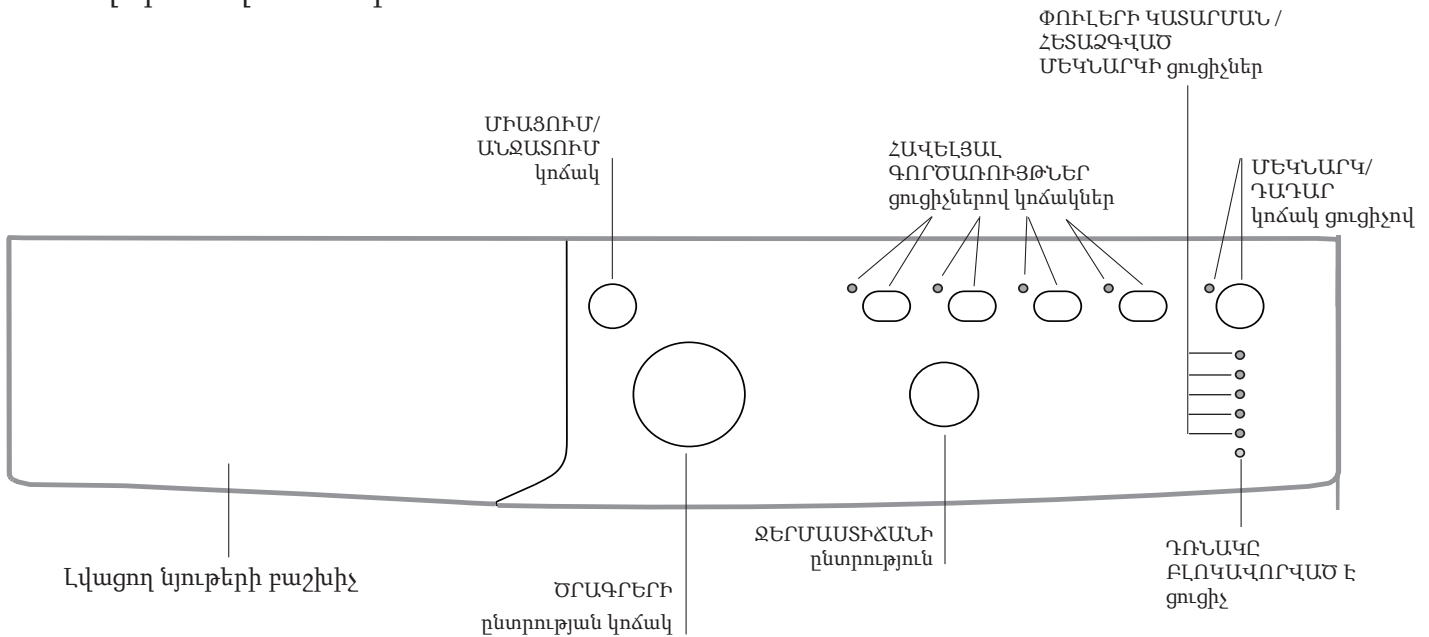 ՓՈՒԼԵՐԻ ԿԱՏԱՐՄԱՆ /
ՀԵՏԱՁԳՎԱԾ
ՄԵԿՆԱՐԿԻ ցուցիչներ
ՄԻԱՑՈՒՄ/
ԱՆՋԱՏՈՒՄ
կոճակ
ՀԱՎԵԼՅԱԼ
ԳՈՐԾԱՌՈՒՅԹՆԵՐ
ցուցիչներով կոճակներ
ՄԵԿՆԱՐԿ/
ԴԱԴԱՐ
կոճակ ցուցիչով
Լվացող նյութերի բաշխիչ
ԾՐԱԳՐԵՐԻ
ընտրության կոճակ
ՋԵՐՄԱՍՏԻՃԱՆԻ
ընտրություն
ԴՌՆԱԿԸ
ԲԼՈԿԱՎՈՐՎԱԾ Է
ցուցիչ